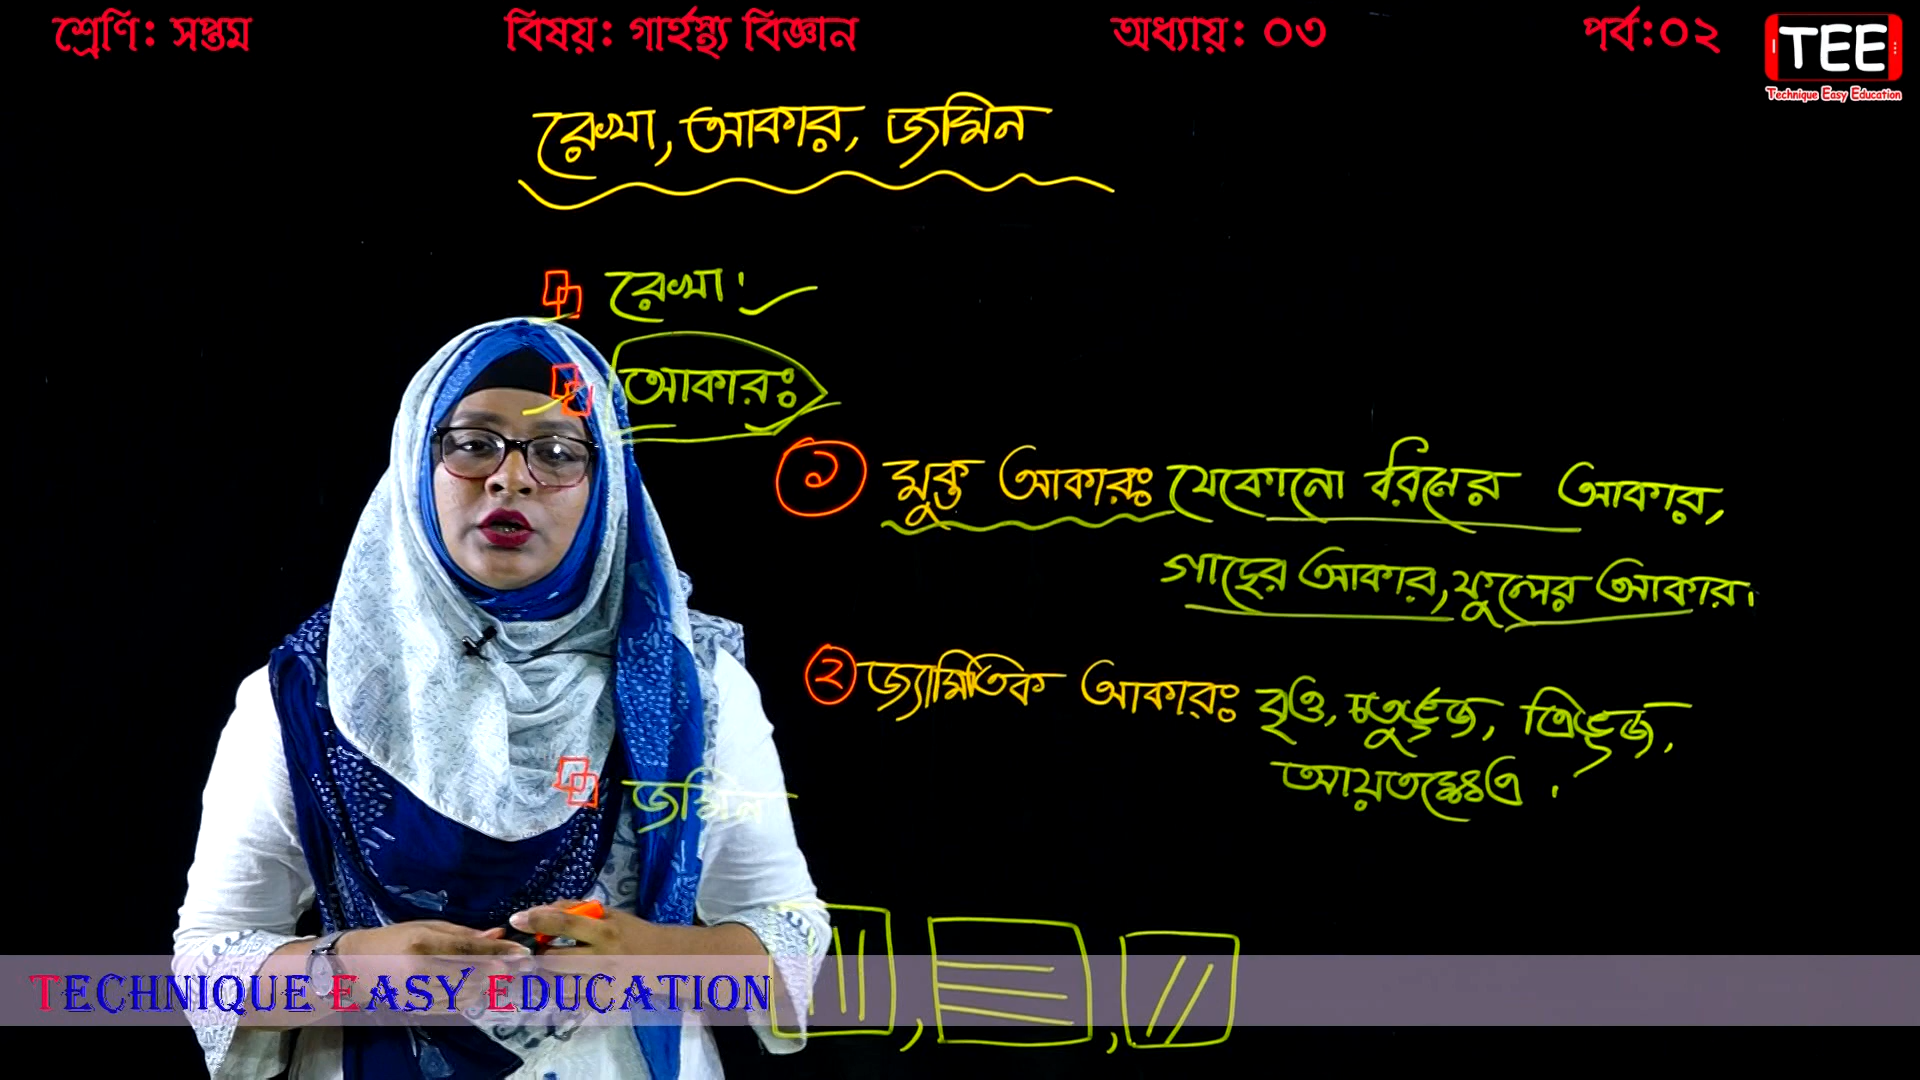 শ্রেণি: সপ্তম বিষয়: গার্হস্থ্য বিজ্ঞান অধ্যায়: ০৩ পর্ব:০২
TEE
Technique Easy Education
রেখা, আকার, জমিন
রেখা:
আকারঃ
১ মুক্ত আকারঃ যেকোনো ধরনের আকার,
গাছের আকার, ফুলের আকার।
২ জ্যামিতিক আকারঃ বৃত্ত, চতুর্ভুজ, ত্রিভুজ,
আয়তক্ষেত্র।
জমিন
TECHNIQUE EASY EDUCATION